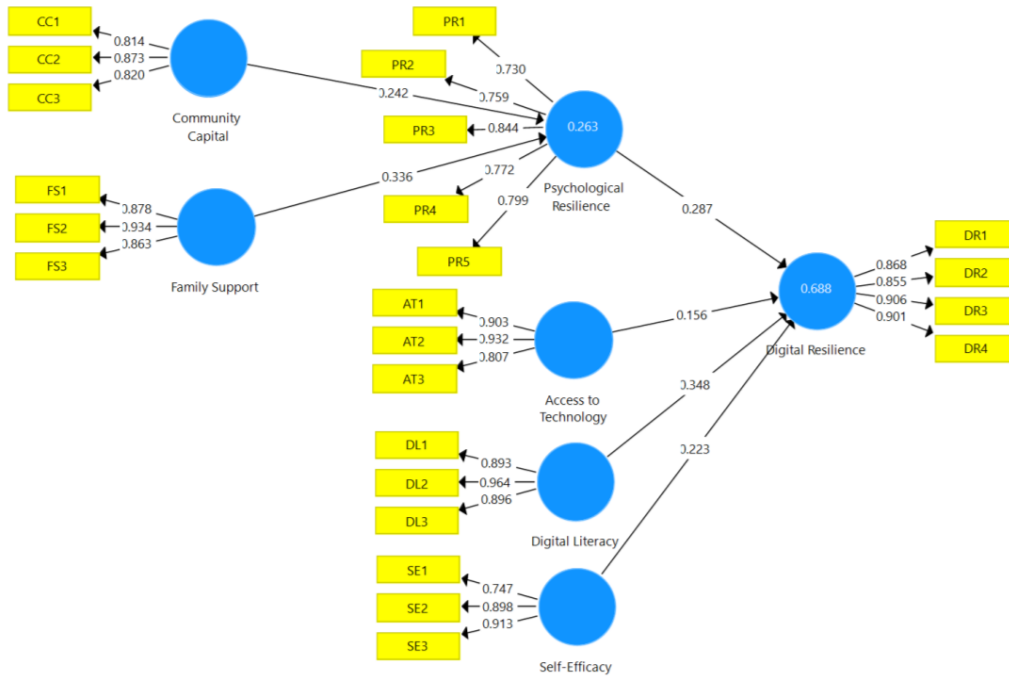 CC1
0.814
CC2
0.873
CC3
0.820
Community
Capital
0.242
FS1
0.878
FS2
0.934
FS3
0.863
Family Support
0.336
PR1
0.730
PR2
0.759
PR3
0.844
PR4
0.772
PR5
0.799
0.263
Psychological
Resilience
0.287
AT1
0.903
AT2
0.932
AT3
0.807
Access to
Technology
0.156
DL1
0.893
DL2
0.964
DL3
0.896
Digital Literacy
0.348
SE1
0.747
SE2
0.898
SE3
0.913
Self-Efficacy
0.223
0.688
Digital Resilience
DR1
0.868
DR2
0.855
DR3
0.906
DR4
0.901